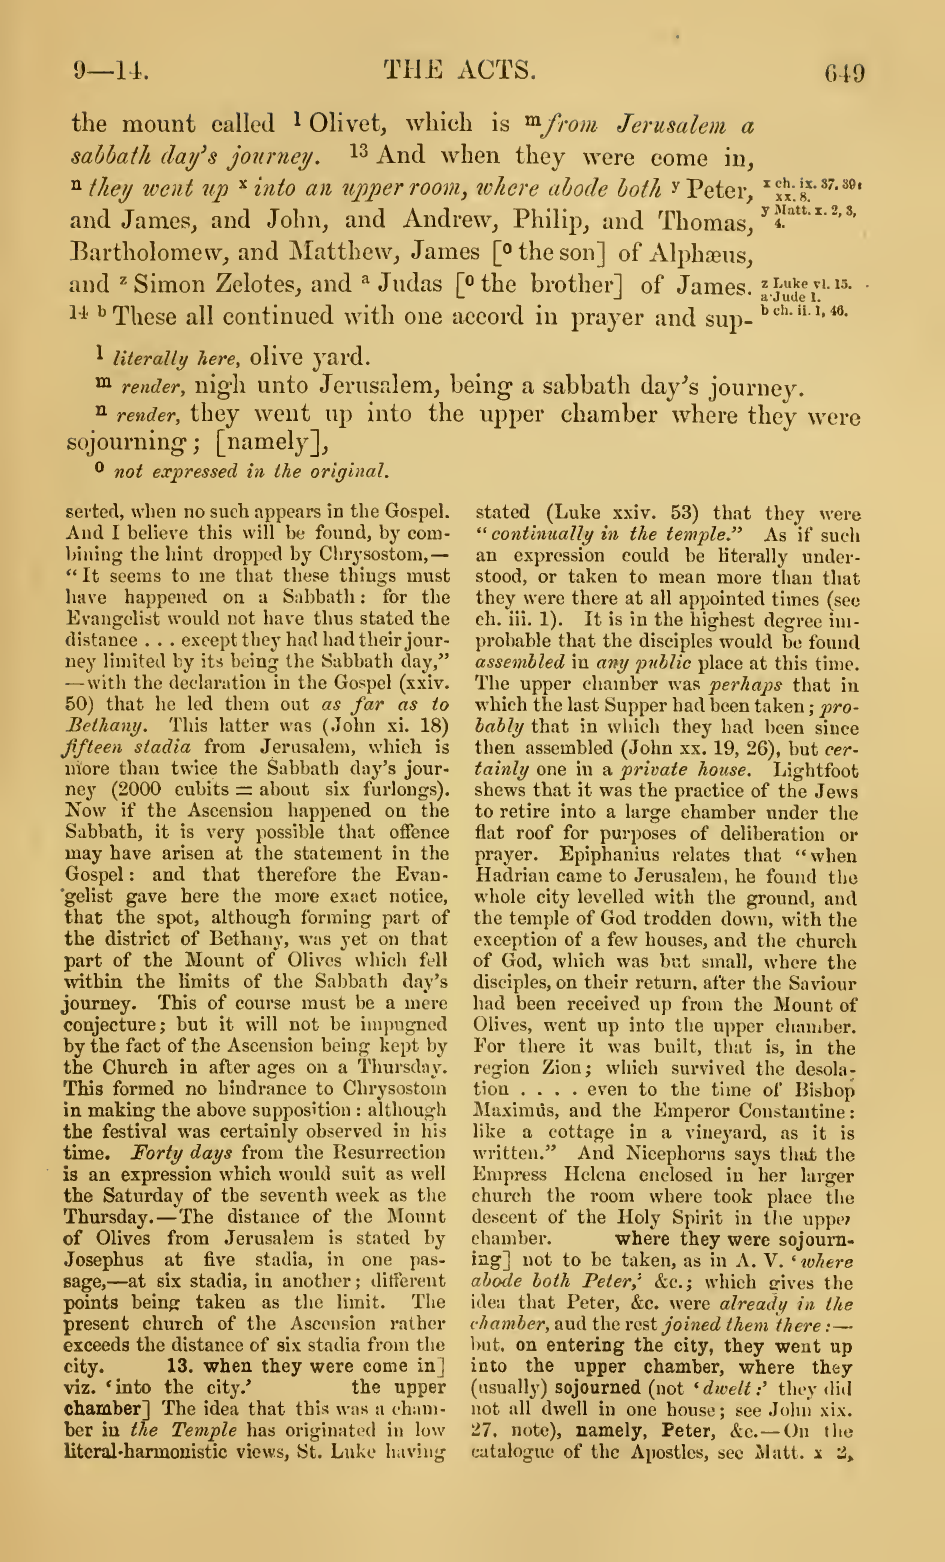 9—14.
THE ACTS.
649
the mount called 1 Olivet, which is m from Jerusalem a
sabbath day's journey. 13 And when they were come in,
n they went up x into an upper room, where abode both y Peter,
and James, and John, and Andrew, Philip, and Thomas,
Bartholomew, and Matthew, James [o the son] of Alphæus,
and z Simon Zelotes, and a Judas [o the brother] of James.
14 b These all continued with one accord in prayer and sup-
x ch. ix. 37, 39:
xx. 8.
y Matt. x. 2, 3,
4.
z Luke vi. 15.
a Jude 1.
b ch. ii. 1, 46.
1 literally here, olive yard.
m render, nigh unto Jerusalem, being a sabbath day's journey.
n render, they went up into the upper chamber where they were
sojourning; [namely],
o not expressed in the original.
serted, when no such appears in the Gospel.
And I believe this will be found, by com-
bining the hint dropped by Chrysostom,—
"It seems to me that these things must
have happened on a Sabbath: for the
Evangelist would not have thus stated the
distance . . . except they had had their jour-
ney limited by its being the Sabbath day,"
—with the declaration in the Gospel (xxiv.
50) that he led them out as far as to
Bethany. This latter was (John xi. 18)
fifteen stadia from Jerusalem, which is
more than twice the Sabbath day's jour-
ney (2000 cubits = about six furlongs).
Now if the Ascension happened on the
Sabbath, it is very possible that offence
may have arisen at the statement in the
Gospel: and that therefore the Evan-
gelist gave here the more exact notice,
that the spot, although forming part of
the district of Bethany, was yet on that
part of the Mount of Olives which fell
within the limits of the Sabbath day's
journey. This of course must be a mere
conjecture; but it will not be impugned
by the fact of the Ascension being kept by
the Church in after ages on a Thursday.
This formed no hindrance to Chrysostom
in making the above supposition: although
the festival was certainly observed in his
time. Forty days from the Resurrection
is an expression which would suit as well
the Saturday of the seventh week as the
Thursday.—The distance of the Mount
of Olives from Jerusalem is stated by
Josephus at five stadia, in one pas-
sage,—at six stadia, in another; different
points being taken as the limit. The
present church of the Ascension rather
exceeds the distance of six stadia from the
city. 13. when they were come in]
viz. 'into the city.' the upper
chamber] The idea that this was a cham-
ber in the Temple has originated in low
literal-harmonistic views, St. Luke having
stated (Luke xxiv. 53) that they were
"continually in the temple." As if such
an expression could be literally under-
stood, or taken to mean more than that
they were there at all appointed times (see
ch. iii. 1). It is in the highest degree im-
probable that the disciples would be found
assembled in any public place at this time.
The upper chamber was perhaps that in
which the last Supper had been taken; pro-
bably that in which they had been since
then assembled (John xx. 19, 26), but cer-
tainly one in a private house. Lightfoot
shews that it was the practice of the Jews
to retire into a large chamber under the
flat roof for purposes of deliberation or
prayer. Epiphanius relates that "when
Hadrian came to Jerusalem, he found the
whole city levelled with the ground, and
the temple of God trodden down, with the
exception of a few houses, and the church
of God, which was but small, where the
disciples, on their return, after the Saviour
had been received up from the Mount of
Olives, went up into the upper chamber.
For there it was built, that is, in the
region Zion; which survived the desola-
tion . . . . even to the time of Bishop
Maximus, and the Emperor Constantine:
like a cottage in a vineyard, as it is
written." And Nicephorus says that the
Empress Helena enclosed in her larger
church the room where took place the
descent of the Holy Spirit in the upper
chamber. where they were sojourn-
ing] not to be taken, as in A. V. 'where
abode both Peter,' &c.; which gives the
idea that Peter, &c. were already in the
chamber, aud the rest joined them there:—
but, on entering the city, they went up
into the upper chamber, where they
(usually) sojourned (not 'dwelt:' they did
not all dwell in one house; see John xix.
27, note), namely, Peter, &c.—On the
catalogue of the Apostles, see Matt. x 2,